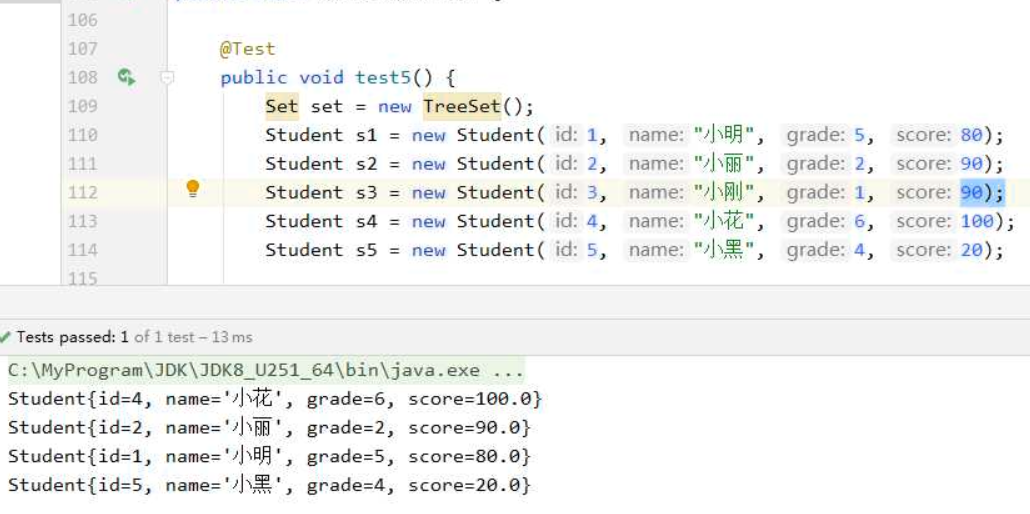 106
107 @Test
108 public void test5() {
109 Set set = new TreeSet();
110 Student s1 = new Student( id: 1, name: "小明", grade: 5, score: 80);
111 Student s2 = new Student( id: 2, name: "小丽", grade: 2, score: 90);
112 Student s3 = new Student( id: 3, name: "小刚", grade: 1, score: 90);
113 Student s4 = new Student( id: 4, name: "小花", grade: 6, score: 100);
114 Student s5 = new Student( id: 5, name: "小黑", grade: 4, score: 20);
115
Tests passed: 1 of 1 test – 13 ms
C:\MyProgram\JDK\JDK8_U251_64\bin\java.exe ...
Student{id=4, name='小花', grade=6, score=100.0}
Student{id=2, name='小丽', grade=2, score=90.0}
Student{id=1, name='小明', grade=5, score=80.0}
Student{id=5, name='小黑', grade=4, score=20.0}